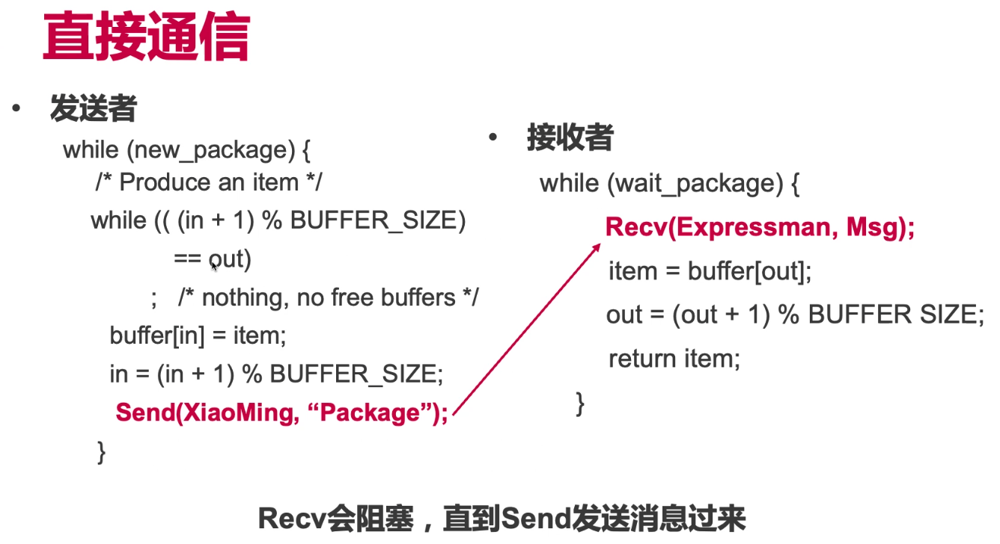 直接通信
• 发送者
while (new_package) {
/* Produce an item */
while (( (in + 1) % BUFFER_SIZE)
== out)
; /* nothing, no free buffers */
buffer[in] = item;
in = (in + 1) % BUFFER_SIZE;
Send(XiaoMing, “Package”);
}
• 接收者
while (wait_package) {
Recv(Expressman, Msg);
item = buffer[out];
out = (out + 1) % BUFFER SIZE;
return item;
}
Recv会阻塞，直到Send发送消息过来